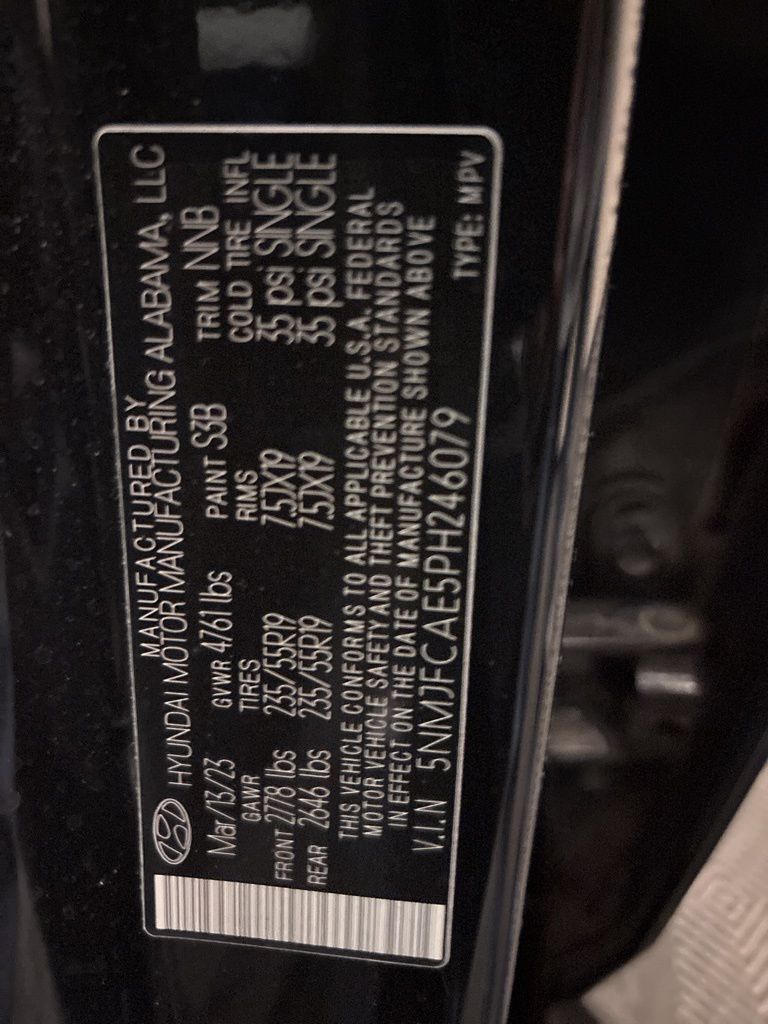 MANUFACTURED BY
HYUNDAI MOTOR MANUFACTURING ALABAMA, LLC
Mar/13/23 GVWR 4761 lbs PAINT S3B TRIM NNB
GAWR TIRES RIMS COLD TIRE INFL
FRONT 2778 lbs 235/55R19 7.5JX19 35 psi SINGLE
REAR 2646 lbs 235/55R19 7.5JX19 35 psi SINGLE
THIS VEHICLE CONFORMS TO ALL APPLICABLE U.S.A. FEDERAL
MOTOR VEHICLE SAFETY AND THEFT PREVENTION STANDARDS
IN EFFECT ON THE DATE OF MANUFACTURE SHOWN ABOVE
V.I.N 5NMJFCAE5PH246079 TYPE: MPV